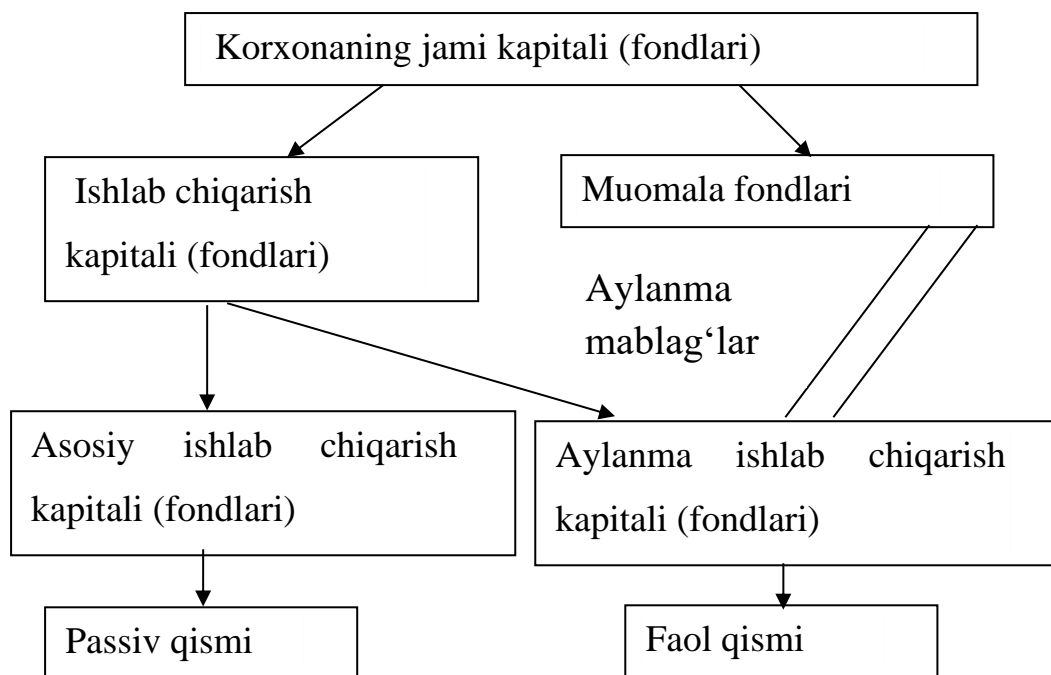 Korxonaning jami kapitali (fondlari)
Ishlab chiqarish
kapitali (fondlari)
Muomala fondlari
Aylanma
mablag‘lar
Asosiy ishlab chiqarish
kapitali (fondlari)
Aylanma ishlab chiqarish
kapitali (fondlari)
Passiv qismi
Faol qismi